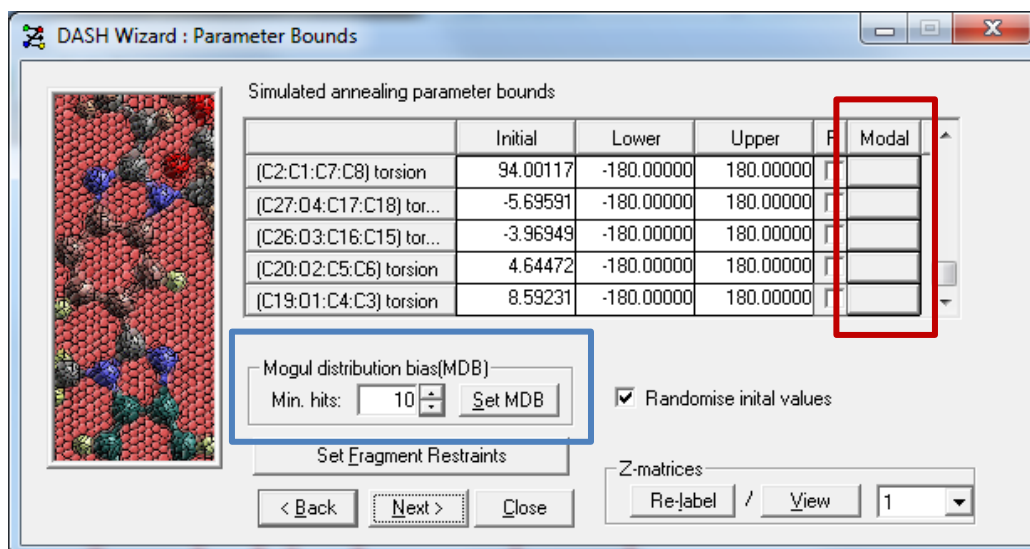 DASH Wizard : Parameter Bounds
Simulated annealing parameter bounds
Initial Lower Upper F Modal
(C2:C1:C7:C8) torsion 94.00117 -180.00000 180.00000
(C27:O4:C17:C18) tor... -5.69591 -180.00000 180.00000
(C26:O3:C16:C15) tor... -3.96949 -180.00000 180.00000
(C20:O2:C5:C6) torsion 4.64472 -180.00000 180.00000
(C19:O1:C4:C3) torsion 8.59231 -180.00000 180.00000
Mogul distribution bias(MDB)
Min. hits: 10 Set MDB
Randomise inital values
Set Fragment Restraints
Z-matrices
< Back Next > Close
Re-label / View 1